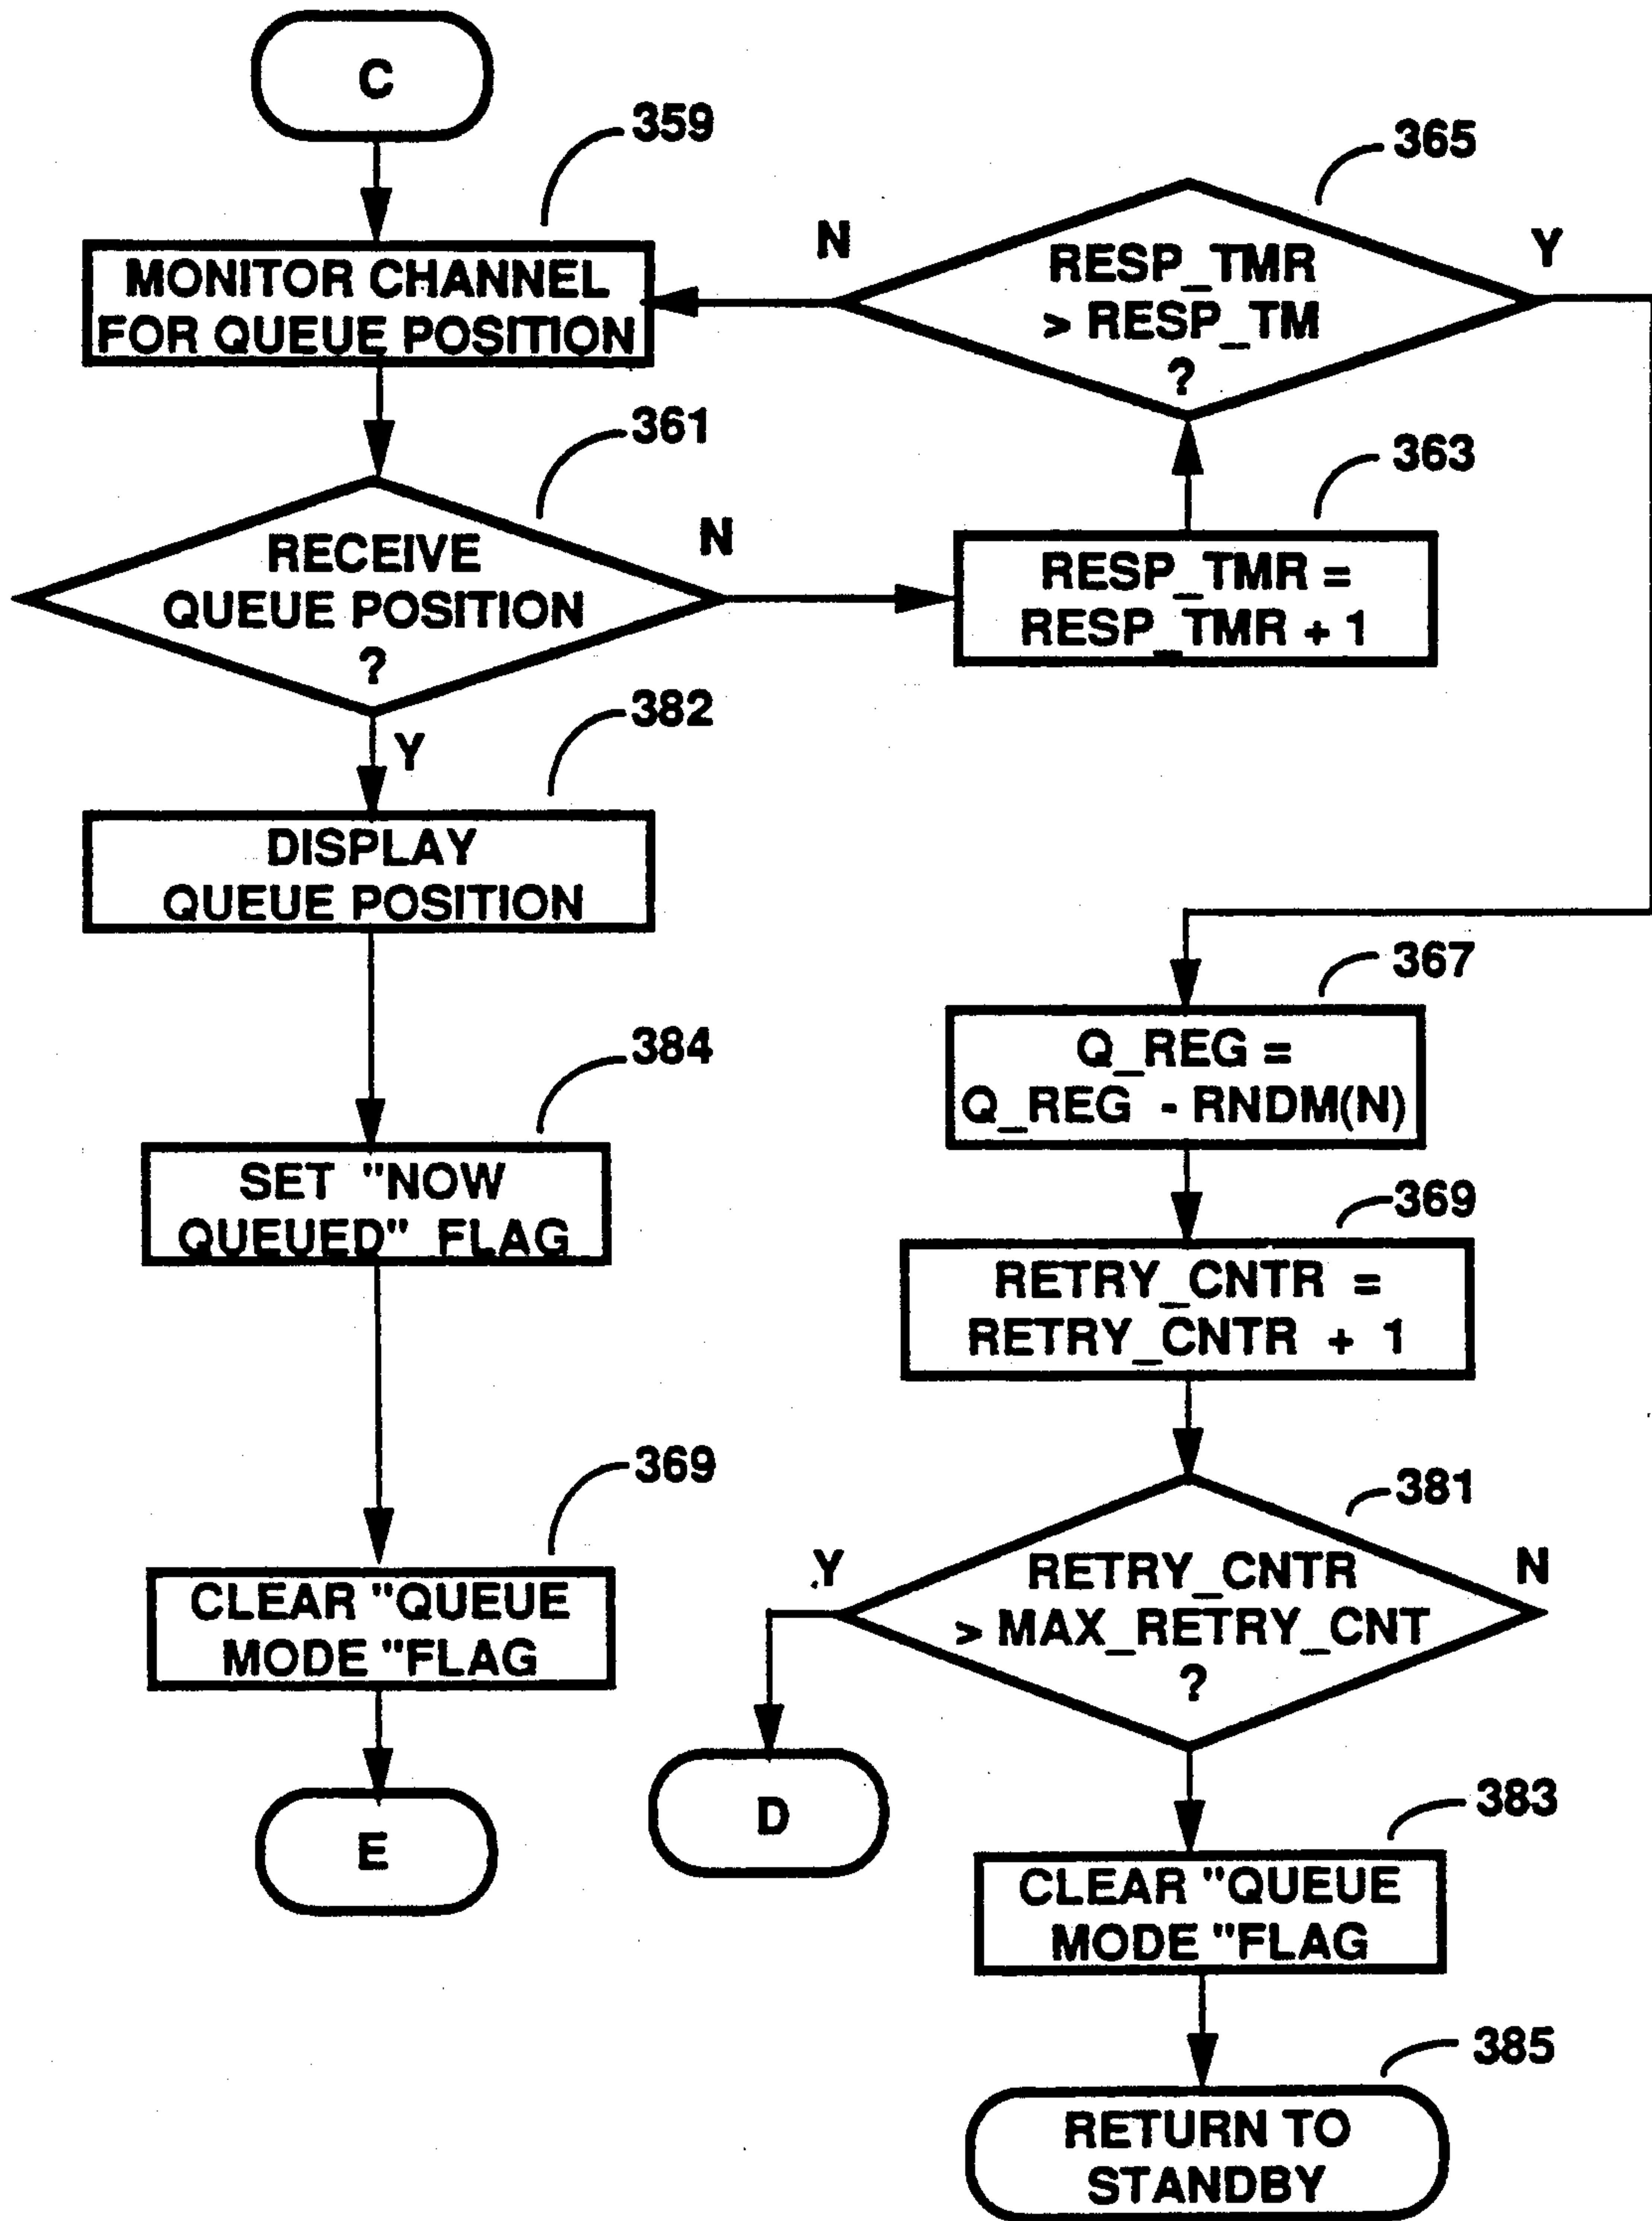 C
359
MONITOR CHANNEL
FOR QUEUE POSITION
365
N
RESP_TMR
> RESP_TM
?
Y
361
RECEIVE
QUEUE POSITION
?
N
363
RESP_TMR =
RESP_TMR + 1
Y
382
DISPLAY
QUEUE POSITION
367
Q_REG =
Q_REG - RNDM(N)
384
SET "NOW
QUEUED" FLAG
369
RETRY_CNTR =
RETRY_CNTR + 1
369
CLEAR "QUEUE
MODE "FLAG
381
Y
RETRY_CNTR
> MAX_RETRY_CNT
?
N
E
D
383
CLEAR "QUEUE
MODE "FLAG
385
RETURN TO
STANDBY